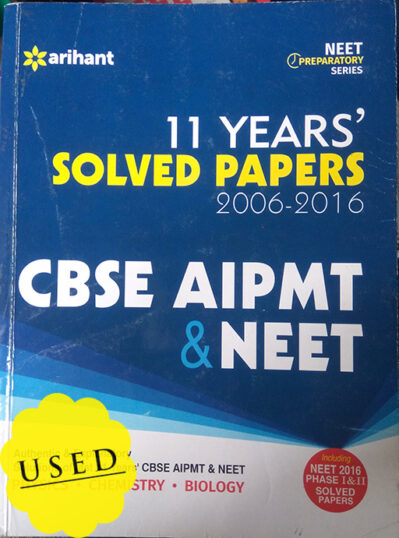 arihant
NEET
PREPARATORY
SERIES
11 YEARS'
SOLVED PAPERS
2006-2016
CBSE AIPMT
& NEET
CBSE AIPMT & NEET
CHEMISTRY • BIOLOGY
USED
Including
NEET 2016
PHASE I & II
SOLVED
PAPERS